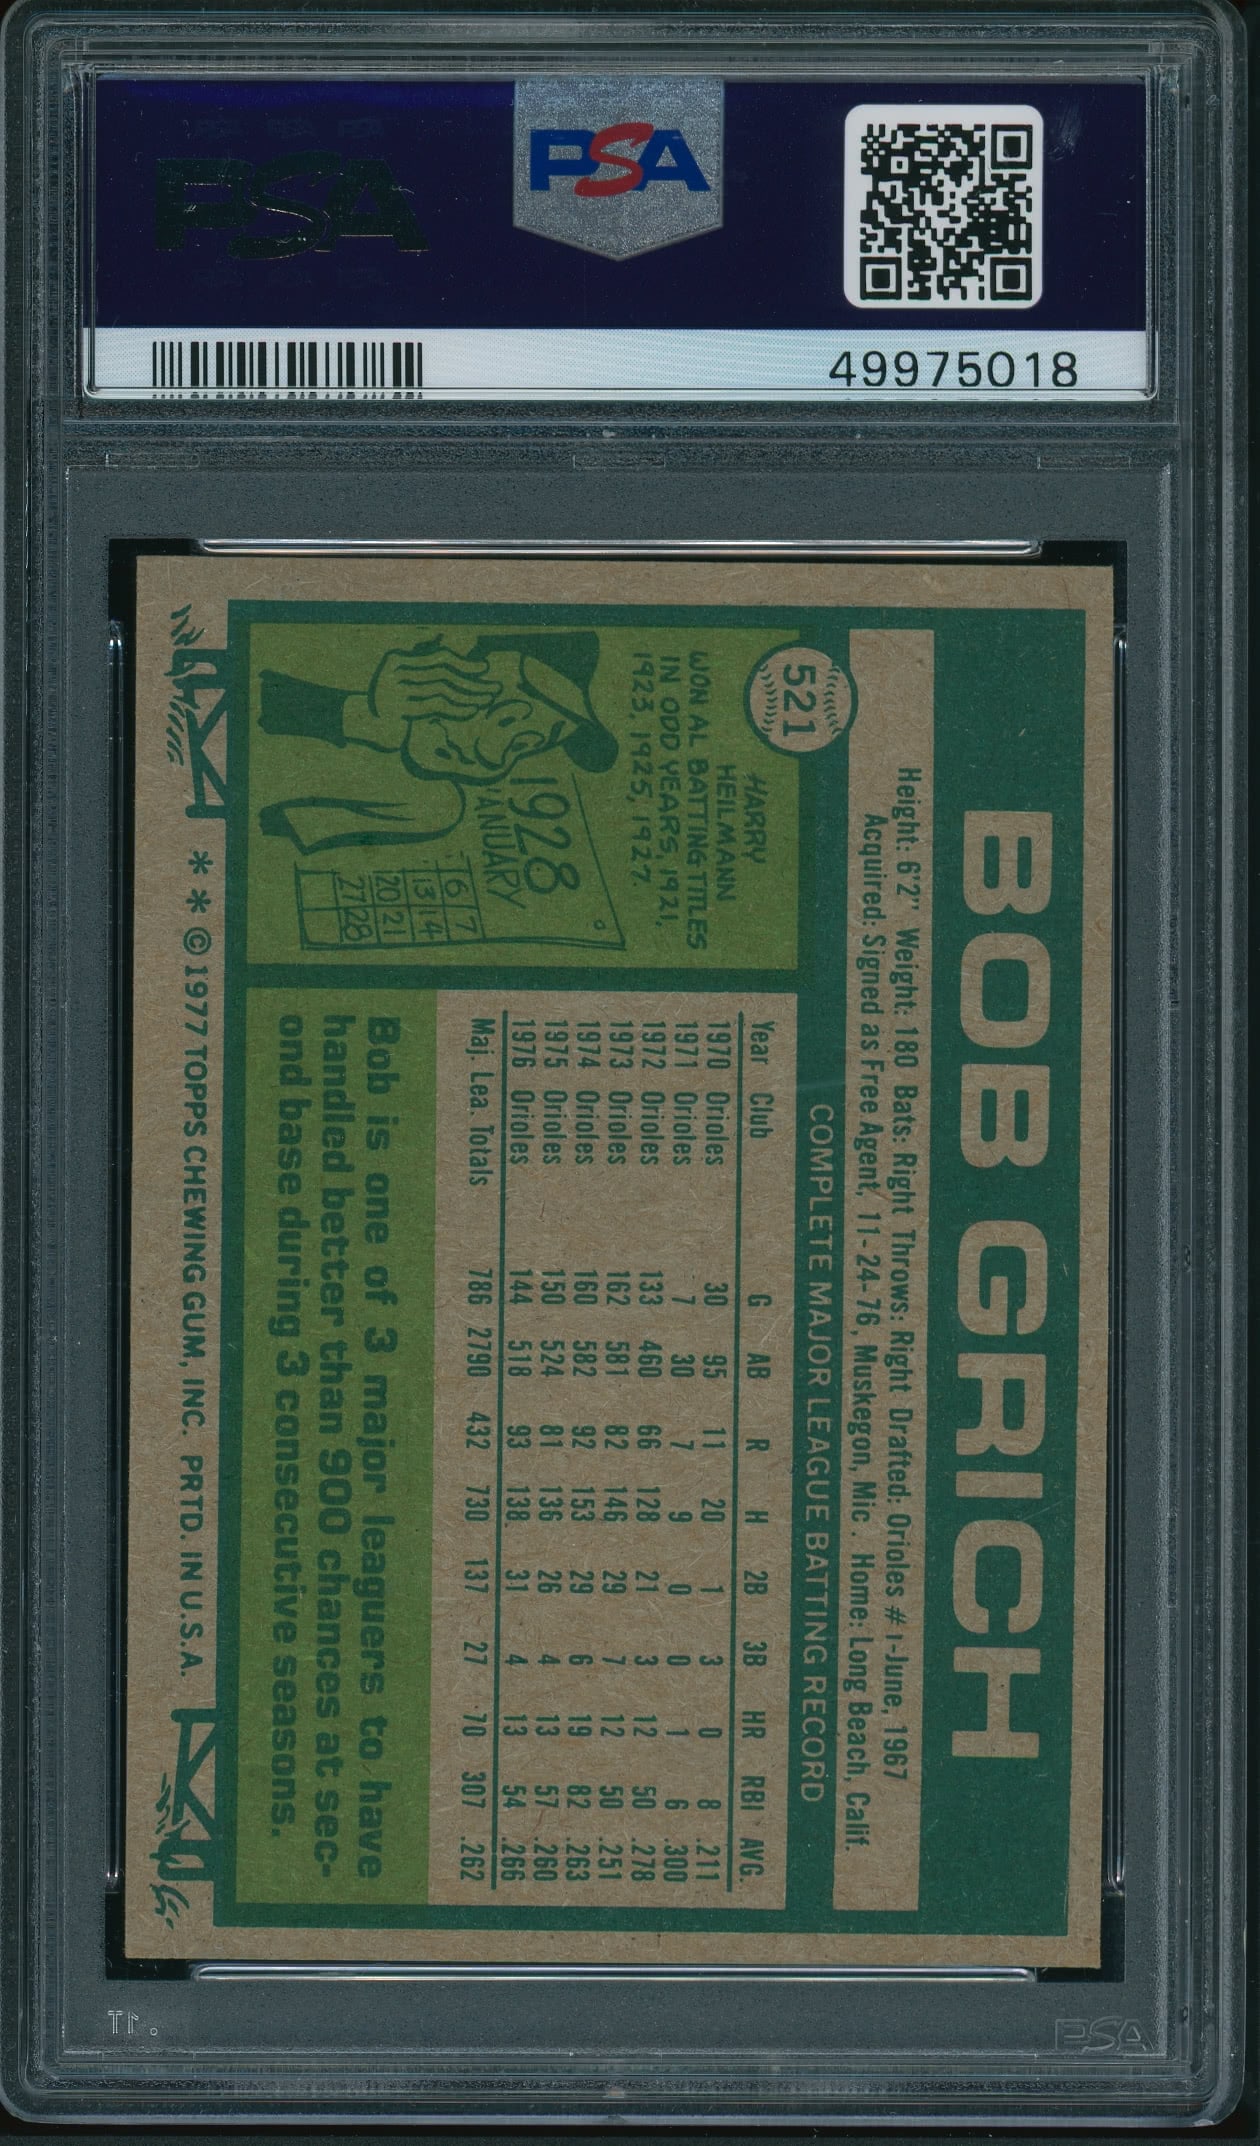 PSA
PSA
49975018
521
BOB GRICH
Height: 6'2" Weight: 180 Bats: Right Throws: Right Drafted: Orioles #1-June, 1967
Acquired: Signed as Free Agent, 11-24-76, Muskegon, Mic. Home: Long Beach, Calif.
COMPLETE MAJOR LEAGUE BATTING RECORD
HARRY
HEILMANN
WON AL BATTING TITLES
IN ODD YEARS, 1921,
1923, 1925, 1927.
1928
JANUARY
6 7
13 14
20 21
27 28
Year Club G AB R H 2B 3B HR RBI AVG.
1970 Orioles 30 95 11 20 1 3 0 8 .211
1971 Orioles 7 30 7 9 0 0 1 6 .300
1972 Orioles 133 460 66 128 21 3 12 50 .278
1973 Orioles 162 581 82 146 29 7 12 50 .251
1974 Orioles 160 582 92 153 29 6 19 82 .263
1975 Orioles 150 524 81 136 26 4 13 57 .260
1976 Orioles 144 518 93 138 31 4 13 54 .266
Maj. Lea. Totals 786 2790 432 730 137 27 70 307 .262
Bob is one of 3 major leaguers to have
handled better than 900 chances at sec-
ond base during 3 consecutive seasons.
** ©1977 TOPPS CHEWING GUM, INC. PRTD. IN U.S.A.
PSA